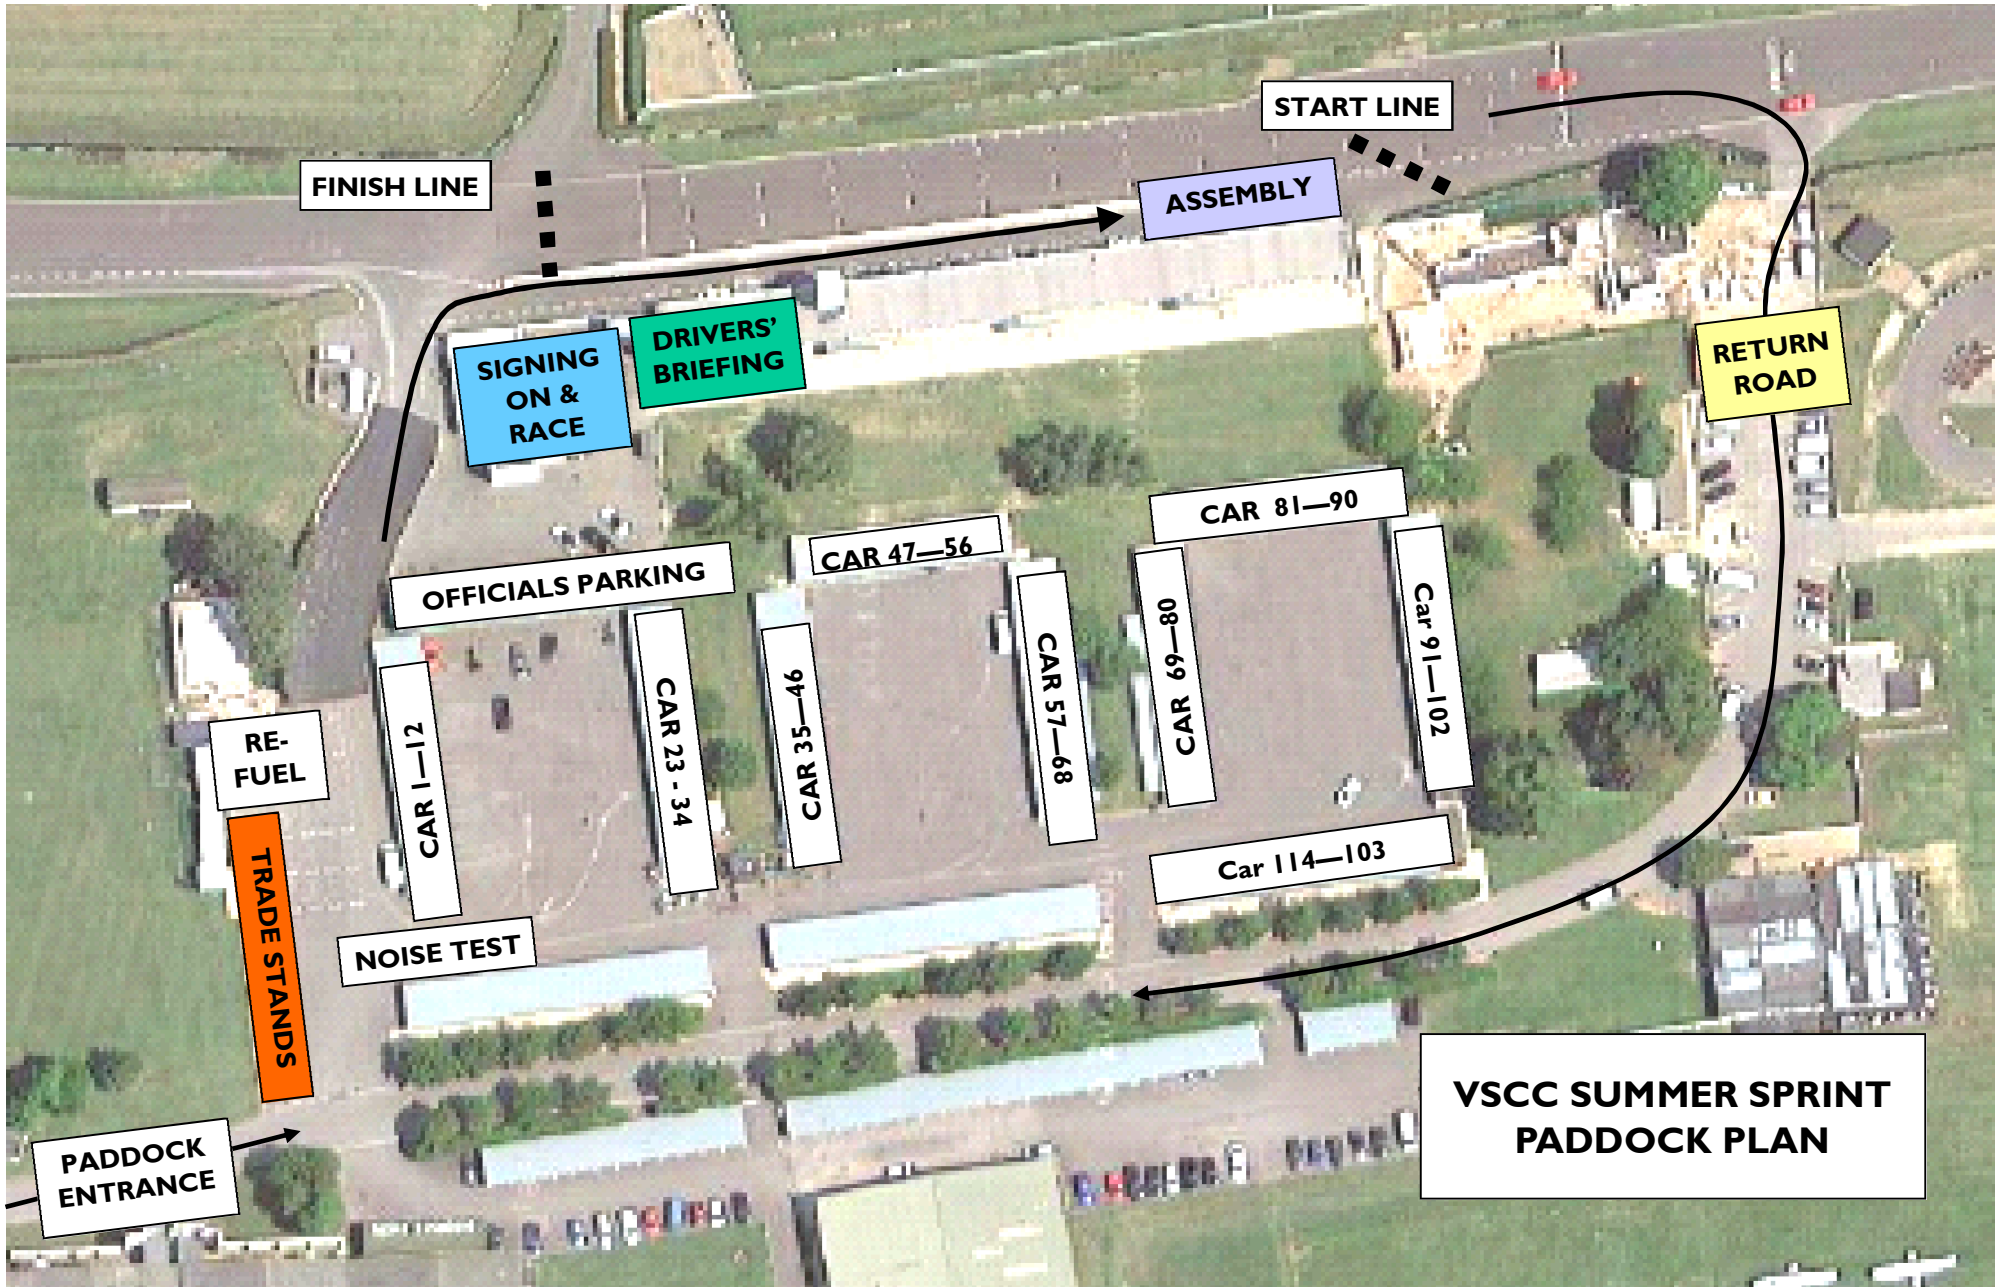 START LINE
FINISH LINE
ASSEMBLY
SIGNING
ON &
RACE
DRIVERS’
BRIEFING
RETURN
ROAD
CAR 81—90
CAR 47—56
OFFICIALS PARKING
CAR 1—12
CAR 23 - 34
CAR 35—46
CAR 57—68
CAR 69—80
Car 91—102
RE-
FUEL
TRADE STANDS
Car 114—103
NOISE TEST
PADDOCK
ENTRANCE
VSCC SUMMER SPRINT
PADDOCK PLAN